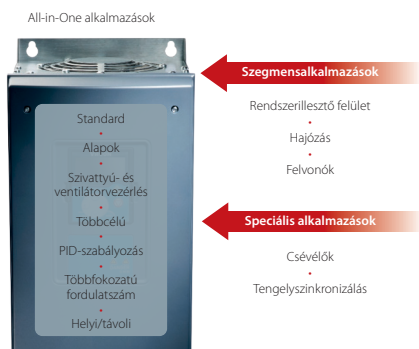 All-in-One alkalmazások
Standard
•
Alapok
•
Szivattyú- és
ventilátorvezérlés
•
Többcélú
•
PID-szabályozás
•
Többfokozatú
fordulatszám
•
Helyi/távoli
Szegmensalkalmazások
Rendszerillesztő felület
•
Hajózás
•
Felvonók
Speciális alkalmazások
Csévélők
•
Tengelyszinkronizálás